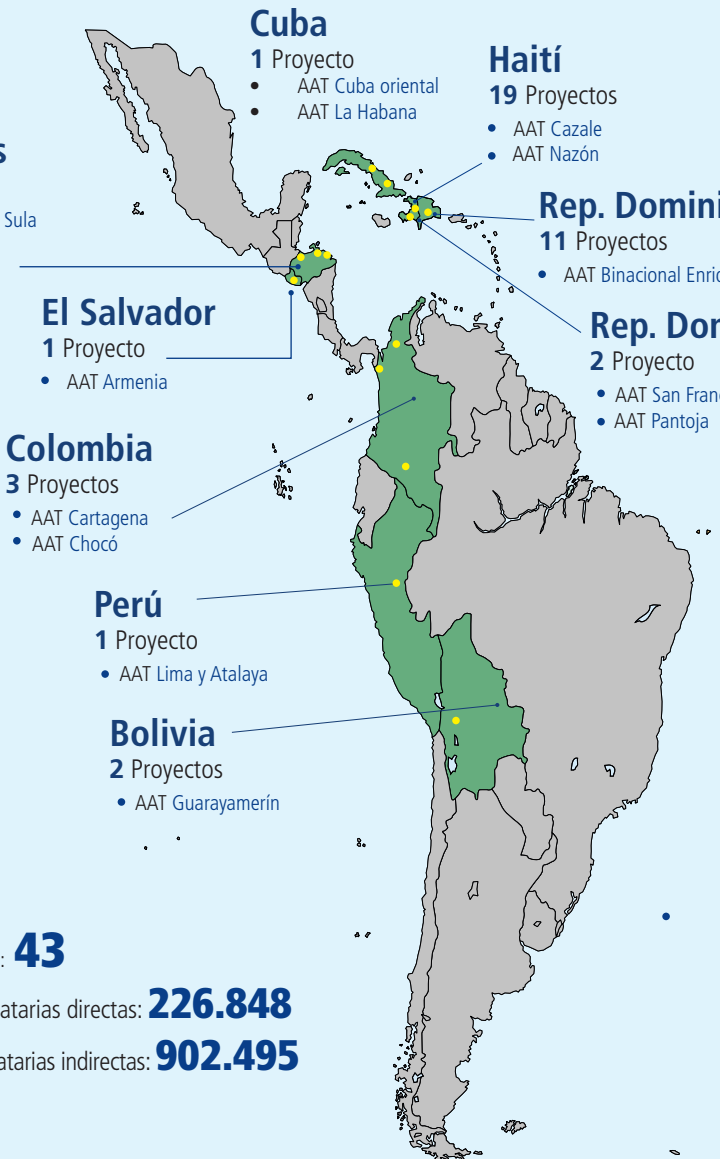 Cuba
1 Proyecto
• AAT Cuba oriental
• AAT La Habana
Haití
19 Proyectos
• AAT Cazale
• AAT Nazón
s
Sula
Rep. Domini
11 Proyectos
• AAT Binacional Enriq
El Salvador
1 Proyecto
• AAT Armenia
Rep. Dor
2 Proyecto
• AAT San Franc
• AAT Pantoja
Colombia
3 Proyectos
• AAT Cartagena
• AAT Chocó
Perú
1 Proyecto
• AAT Lima y Atalaya
Bolivia
2 Proyectos
• AAT Guarayamerín
: 43
atarias directas: 226.848
atarias indirectas: 902.495